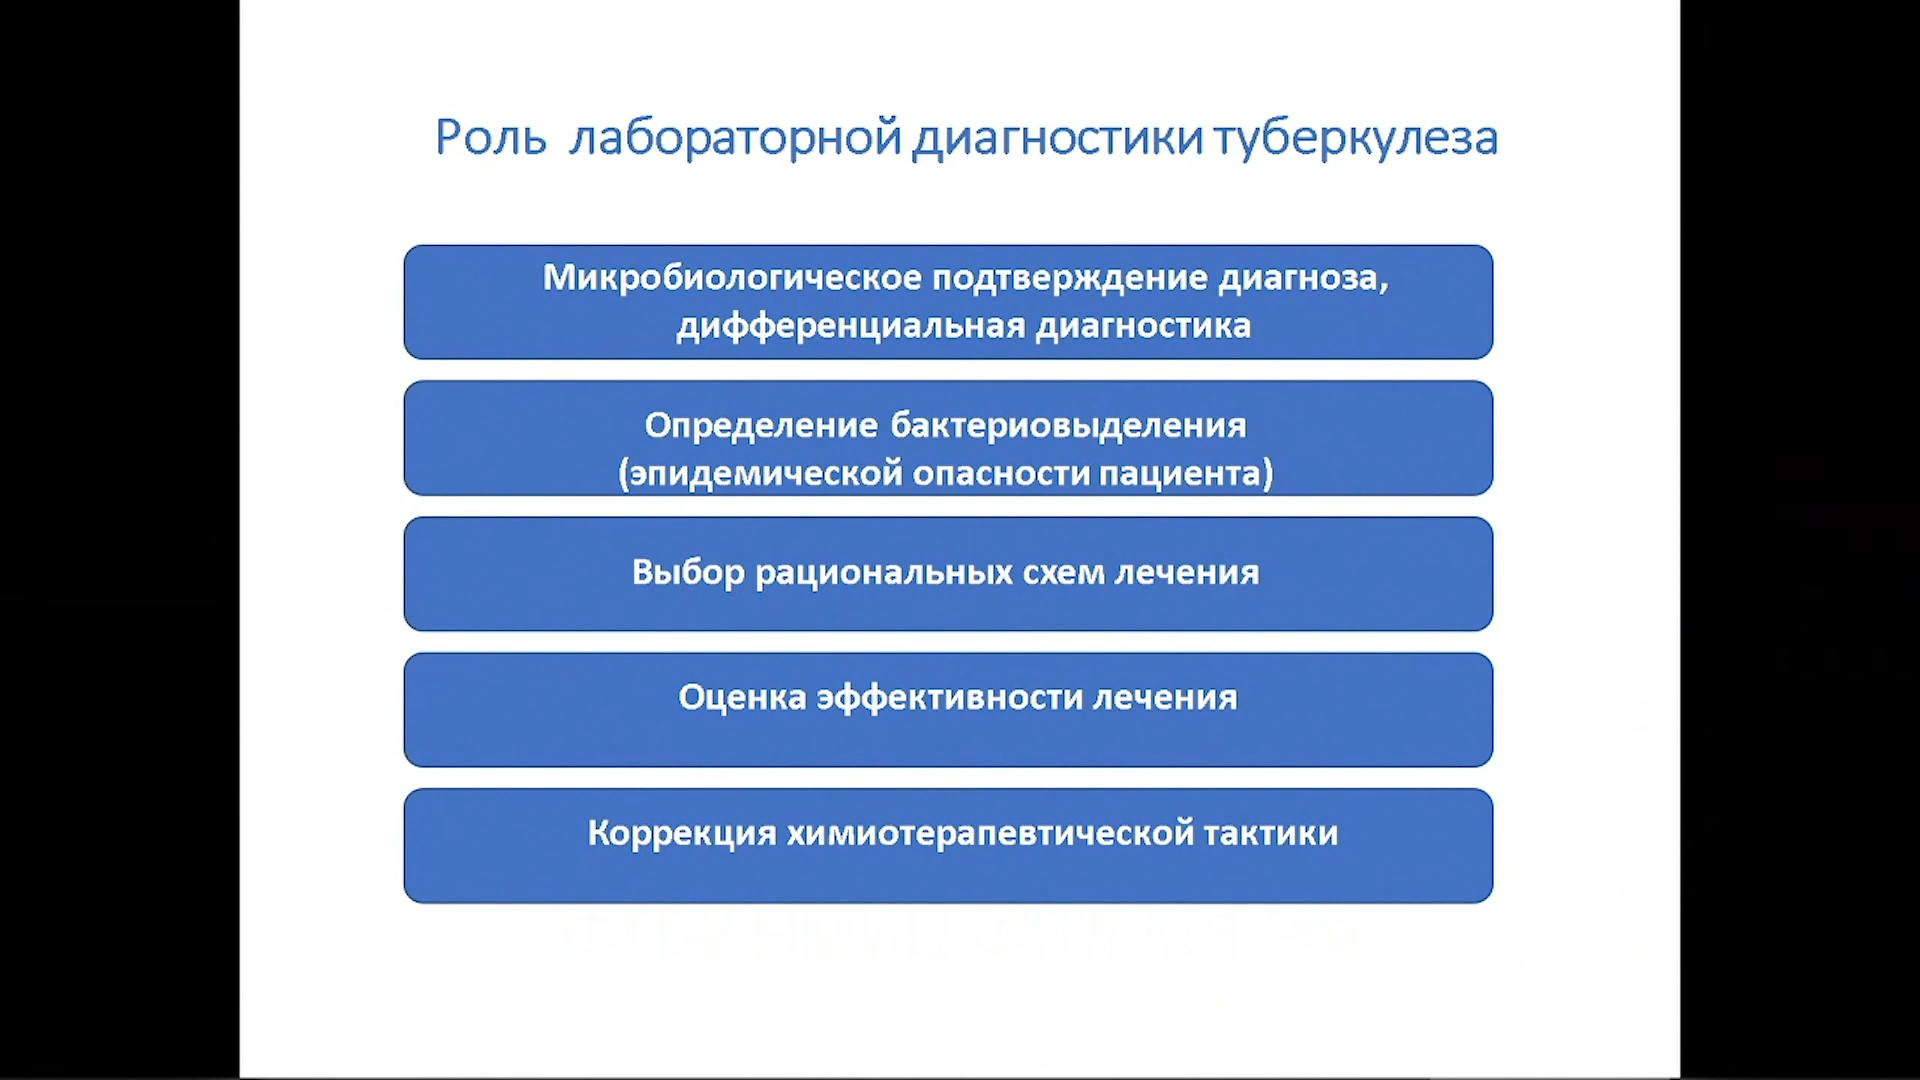 Роль лабораторной диагностики туберкулеза
Микробиологическое подтверждение диагноза,
дифференциальная диагностика
Определение бактериовыделения
(эпидемической опасности пациента)
Выбор рациональных схем лечения
Оценка эффективности лечения
Коррекция химиотерапевтической тактики